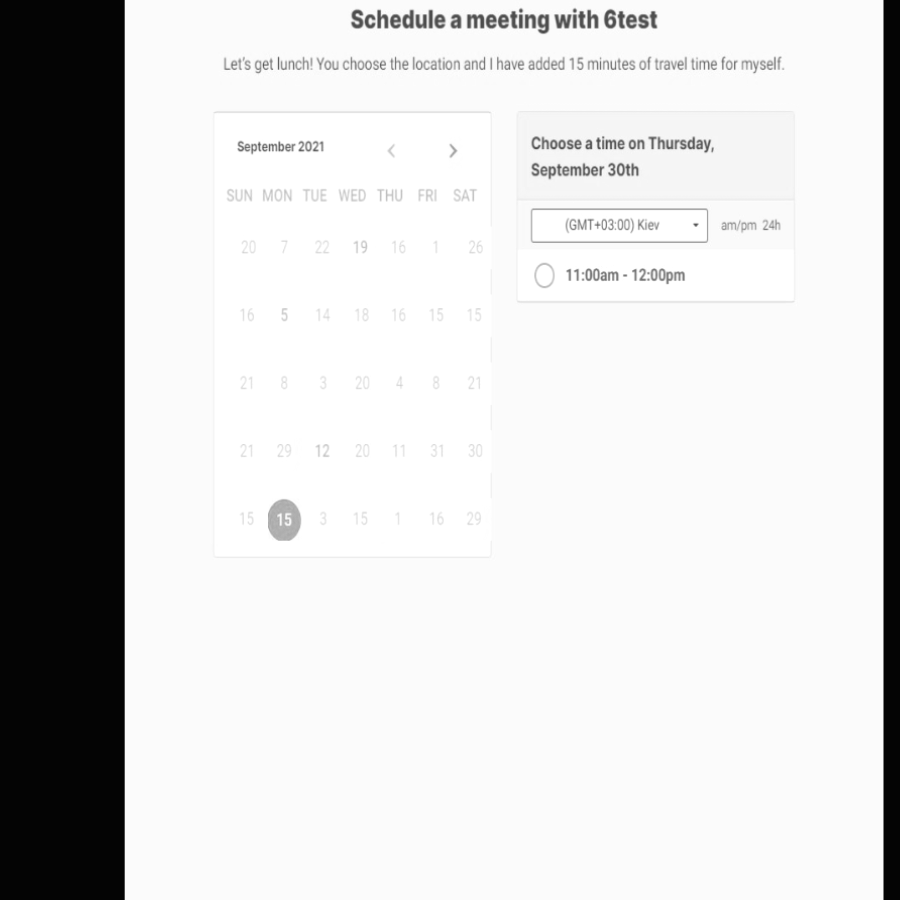 Schedule a meeting with 6test
Let's get lunch! You choose the location and I have added 15 minutes of travel time for myself.
September 2021
SUN MON TUE WED THU FRI SAT
20 7 22 19 16 1 26
16 5 14 18 16 15 15
21 8 3 20 4 8 21
21 29 12 20 11 31 30
15 15 3 15 1 16 29
Choose a time on Thursday,
September 30th
(GMT+03:00) Kiev am/pm 24h
11:00am - 12:00pm